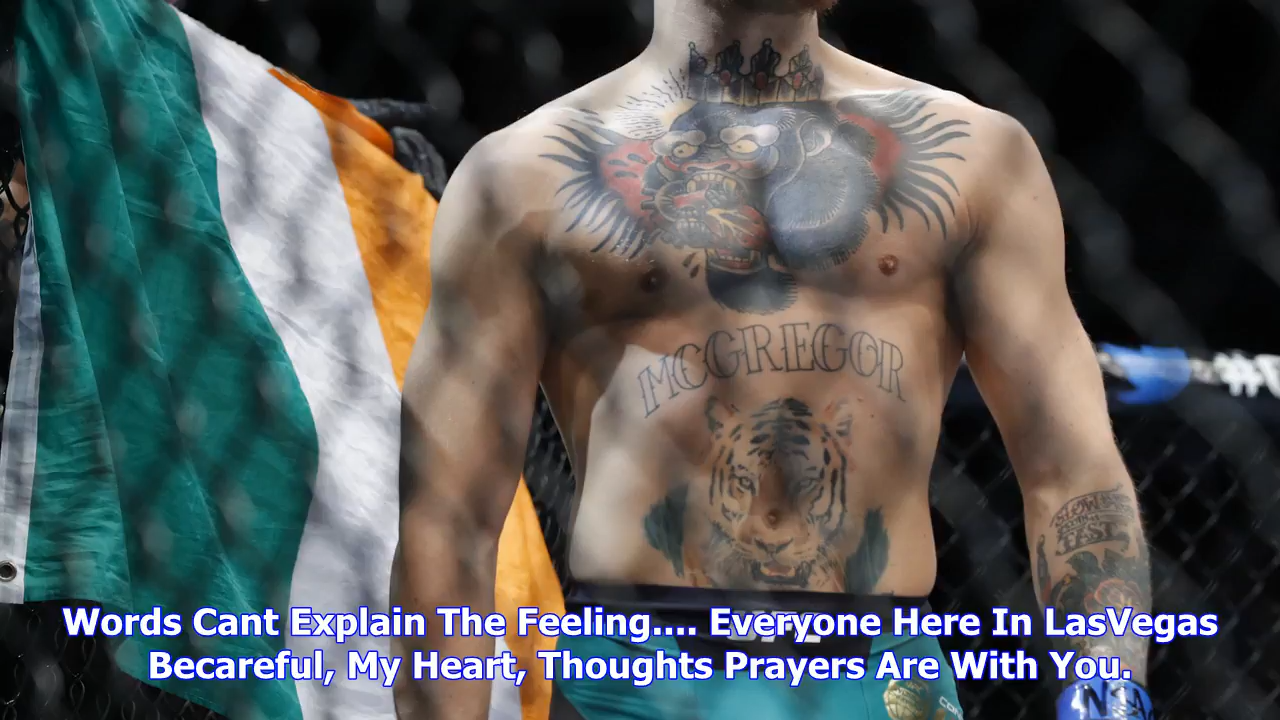 MCGREGOR
Words Cant Explain The Feeling.... Everyone Here In LasVegas
Becareful, My Heart, Thoughts Prayers Are With You.